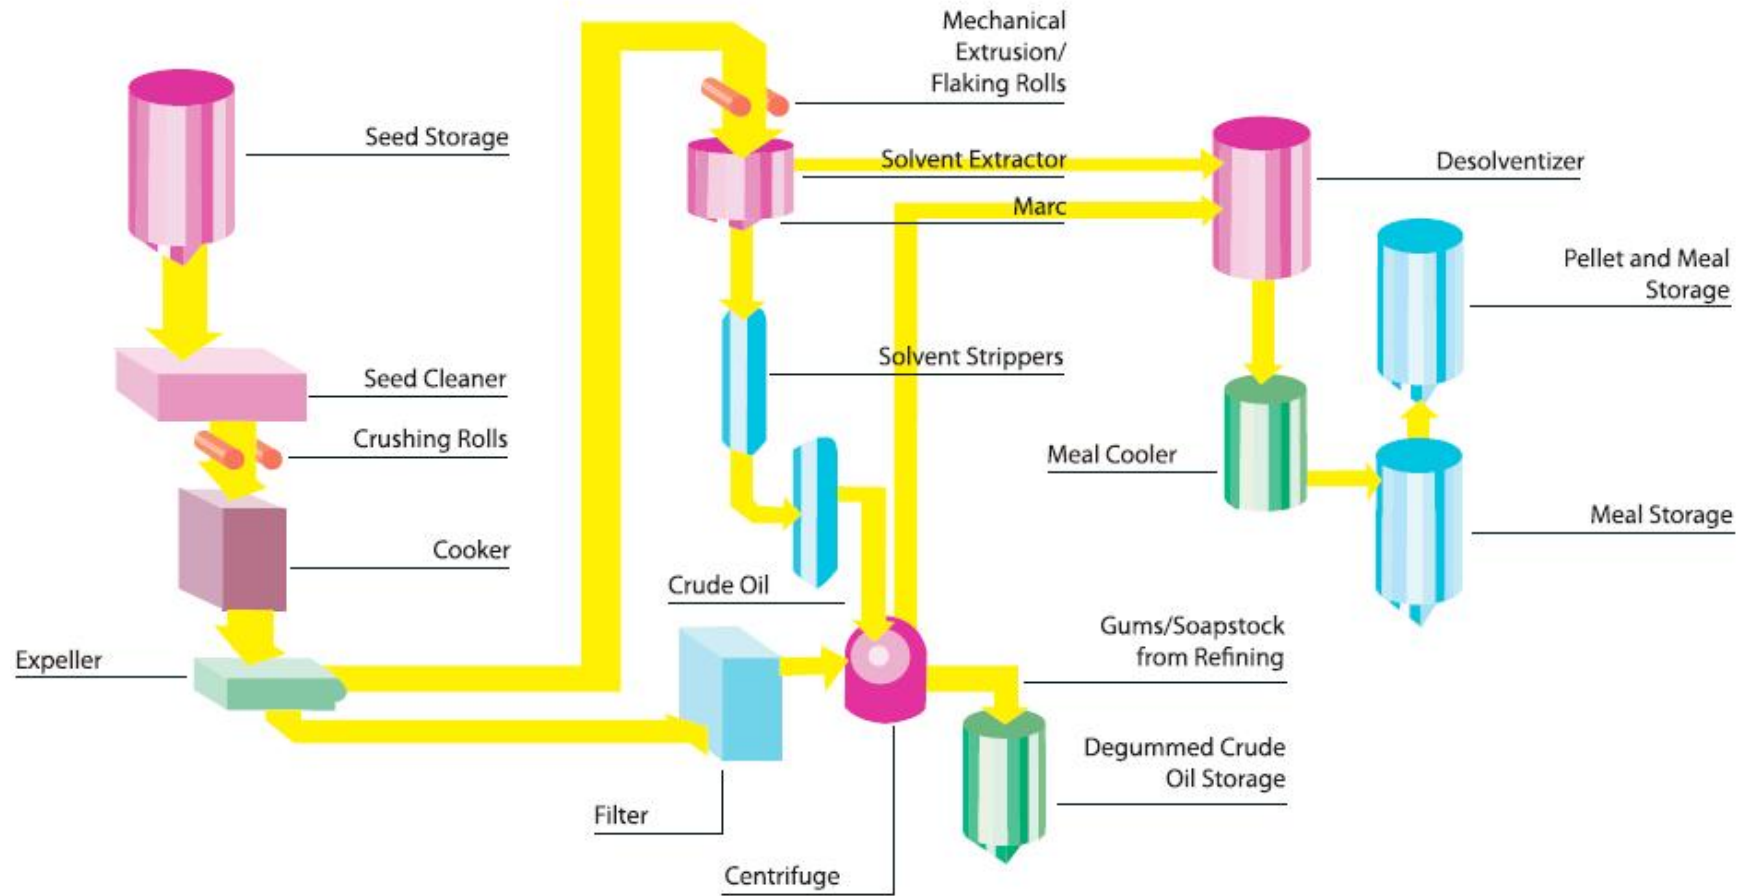 Mechanical
Extrusion/
Flaking Rolls
Seed Storage
Solvent Extractor
Desolventizer
Marc
Pellet and Meal
Storage
Solvent Strippers
Seed Cleaner
Crushing Rolls
Meal Cooler
Meal Storage
Cooker
Crude Oil
Gums/Soapstock
from Refining
Expeller
Degummed Crude
Oil Storage
Filter
Centrifuge